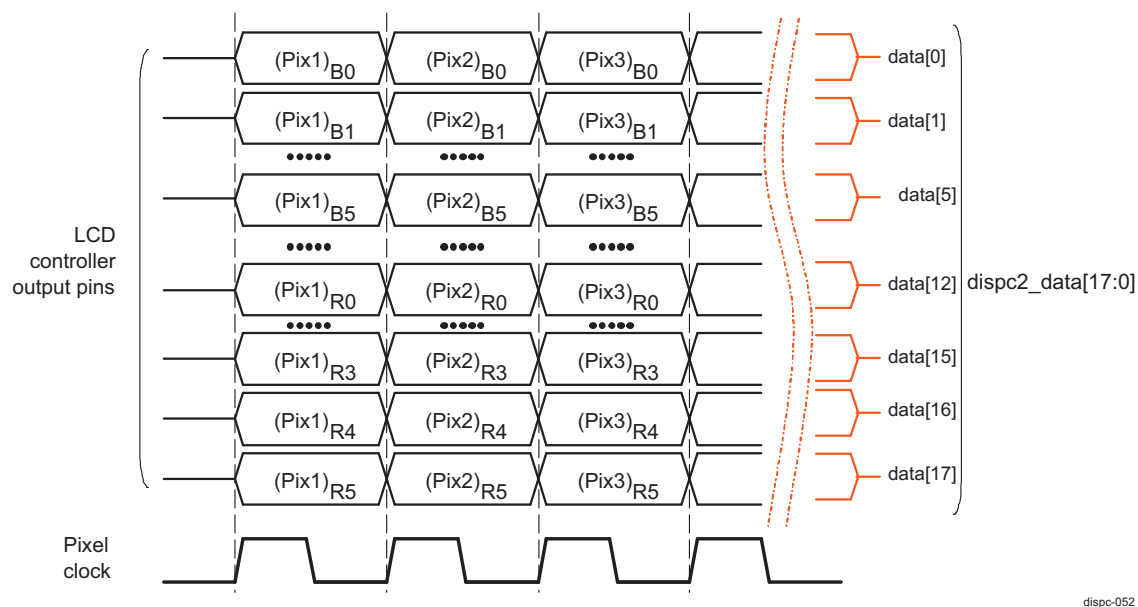 (Pix1)B0 (Pix2)B0 (Pix3)B0 data[0]
(Pix1)B1 (Pix2)B1 (Pix3)B1 data[1]
(Pix1)B5 (Pix2)B5 (Pix3)B5 data[5]
LCD
controller
output pins
(Pix1)R0 (Pix2)R0 (Pix3)R0 data[12] dispc2_data[17:0]
(Pix1)R3 (Pix2)R3 (Pix3)R3 data[15]
(Pix1)R4 (Pix2)R4 (Pix3)R4 data[16]
(Pix1)R5 (Pix2)R5 (Pix3)R5 data[17]
Pixel
clock
dispc-052